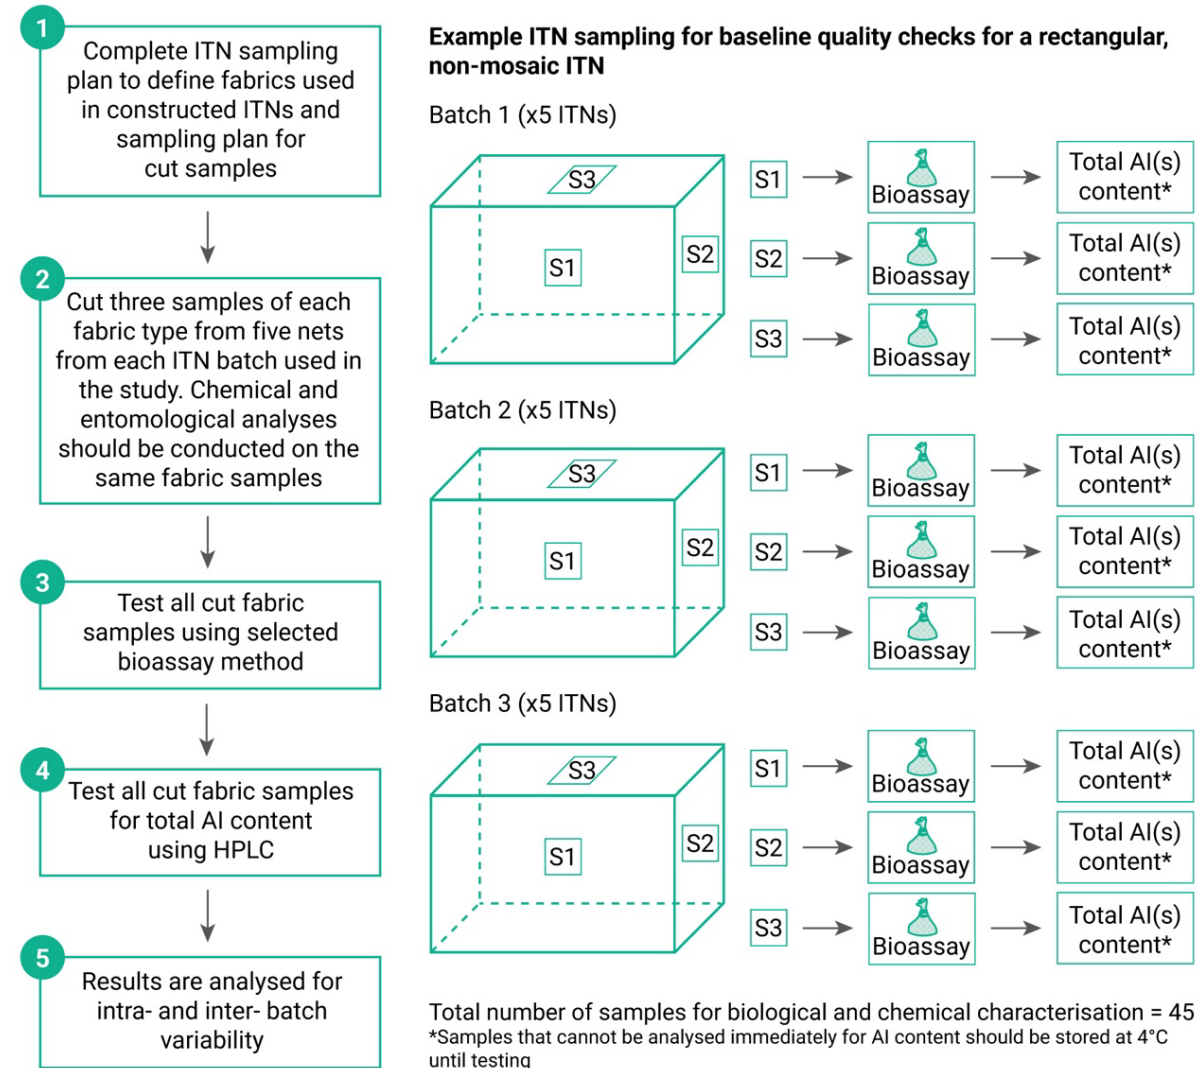 1
Complete ITN sampling
plan to define fabrics used
in constructed ITNs and
sampling plan for
cut samples
2
Cut three samples of each
fabric type from five nets
from each ITN batch used in
the study. Chemical and
entomological analyses
should be conducted on the
same fabric samples
3
Test all cut fabric
samples using selected
bioassay method
4
Test all cut fabric samples
for total AI content
using HPLC
5
Results are analysed for
intra- and inter- batch
variability
Example ITN sampling for baseline quality checks for a rectangular,
non-mosaic ITN
Batch 1 (x5 ITNs)
S3
S1
S2
S1
Bioassay
Total AI(s)
content*
S2
Bioassay
Total AI(s)
content*
S3
Bioassay
Total AI(s)
content*
Batch 2 (x5 ITNs)
S3
S1
S2
S1
Bioassay
Total AI(s)
content*
S2
Bioassay
Total AI(s)
content*
S3
Bioassay
Total AI(s)
content*
Batch 3 (x5 ITNs)
S3
S1
S2
S1
Bioassay
Total AI(s)
content*
S2
Bioassay
Total AI(s)
content*
S3
Bioassay
Total AI(s)
content*
Total number of samples for biological and chemical characterisation = 45
*Samples that cannot be analysed immediately for AI content should be stored at 4°C
until testing